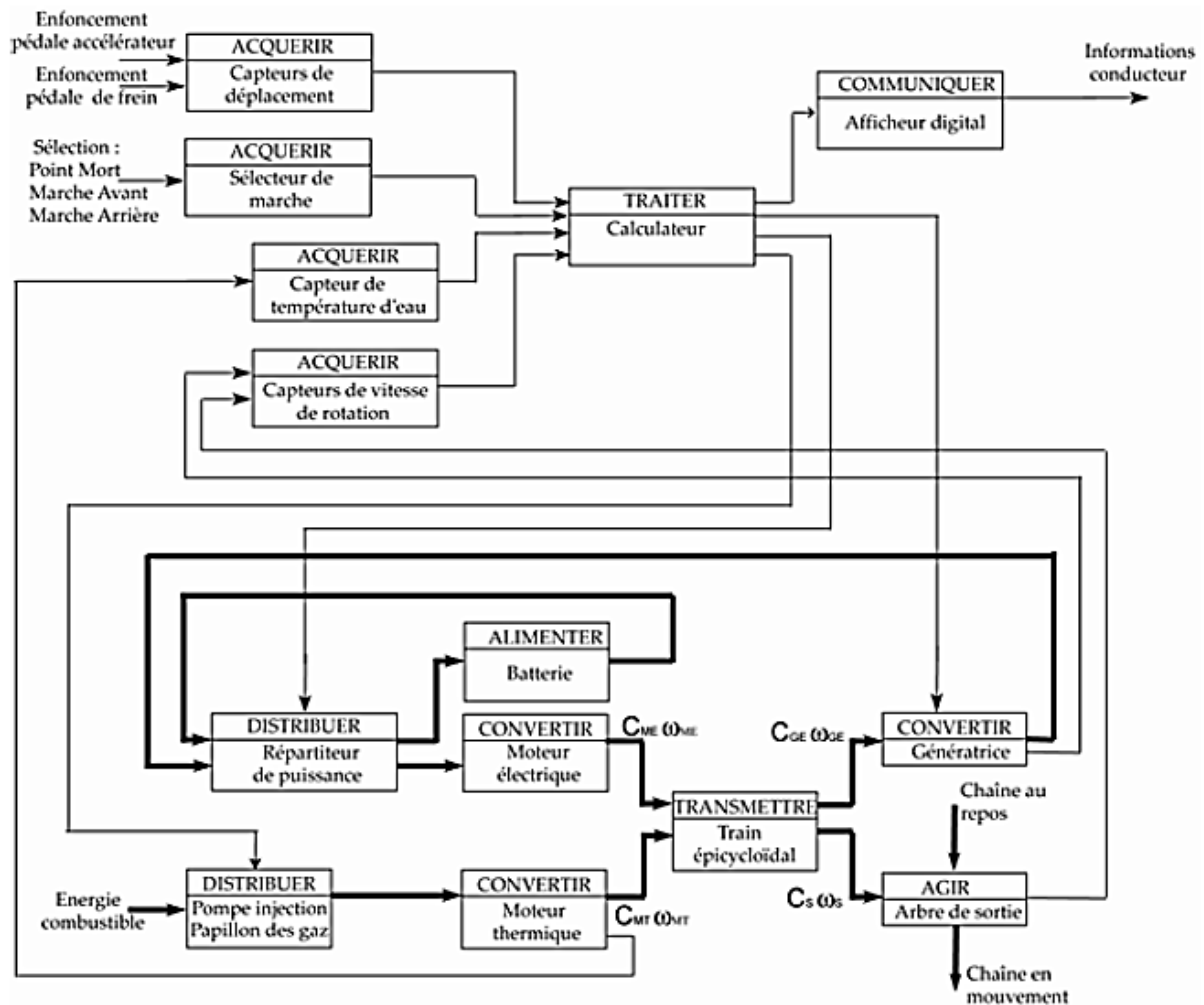 Enfoncement
pédale accélérateur
Enfoncement
pédale de frein
ACQUERIR
Capteurs de
déplacement
Informations
conducteur
COMMUNIQUER
Afficheur digital
Sélection :
Point Mort
Marche Avant
Marche Arrière
ACQUERIR
Sélecteur de
marche
TRAITER
Calculateur
ACQUERIR
Capteur de
température d'eau
ACQUERIR
Capteurs de vitesse
de rotation
ALIMENTER
Batterie
DISTRIBUER
Répartiteur
de puissance
CONVERTIR
Moteur
électrique
CME ωME
CGE ωGE
CONVERTIR
Génératrice
TRANSMETTRE
Train
épicycloïdal
Chaîne au
repos
Energie
combustible
DISTRIBUER
Pompe injection
Papillon des gaz
CONVERTIR
Moteur
thermique
CMT ωMT
CS ωS
AGIR
Arbre de sortie
Chaîne en
mouvement